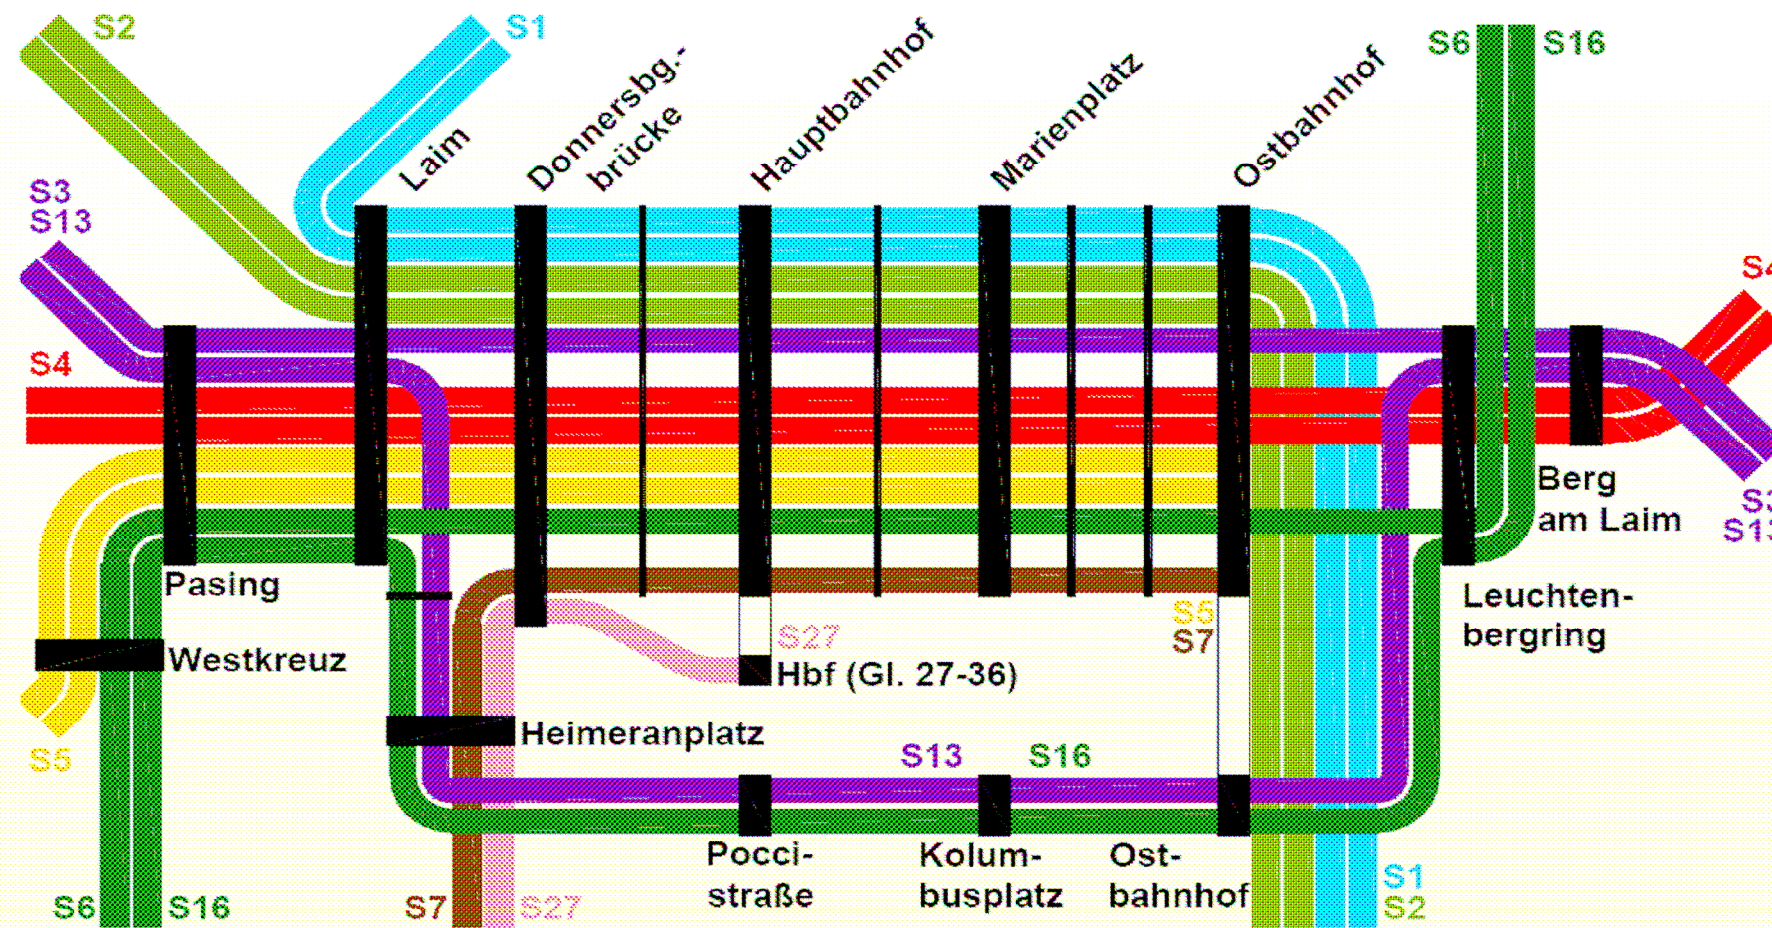 S2
S1
S6
S16
Laim
Donnersbg.-
brücke
Hauptbahnhof
Marienplatz
Ostbahnhof
S3
S13
S4
S4
Pasing
Westkreuz
S5
Berg
am Laim
S13
Leuchten-
bergring
S5
S7
S27
Hbf (Gl. 27-36)
Heimeranplatz
S13
S16
Pocci-
straße
Kolum-
busplatz
Ost-
bahnhof
S1
S2
S6
S16
S7
S27